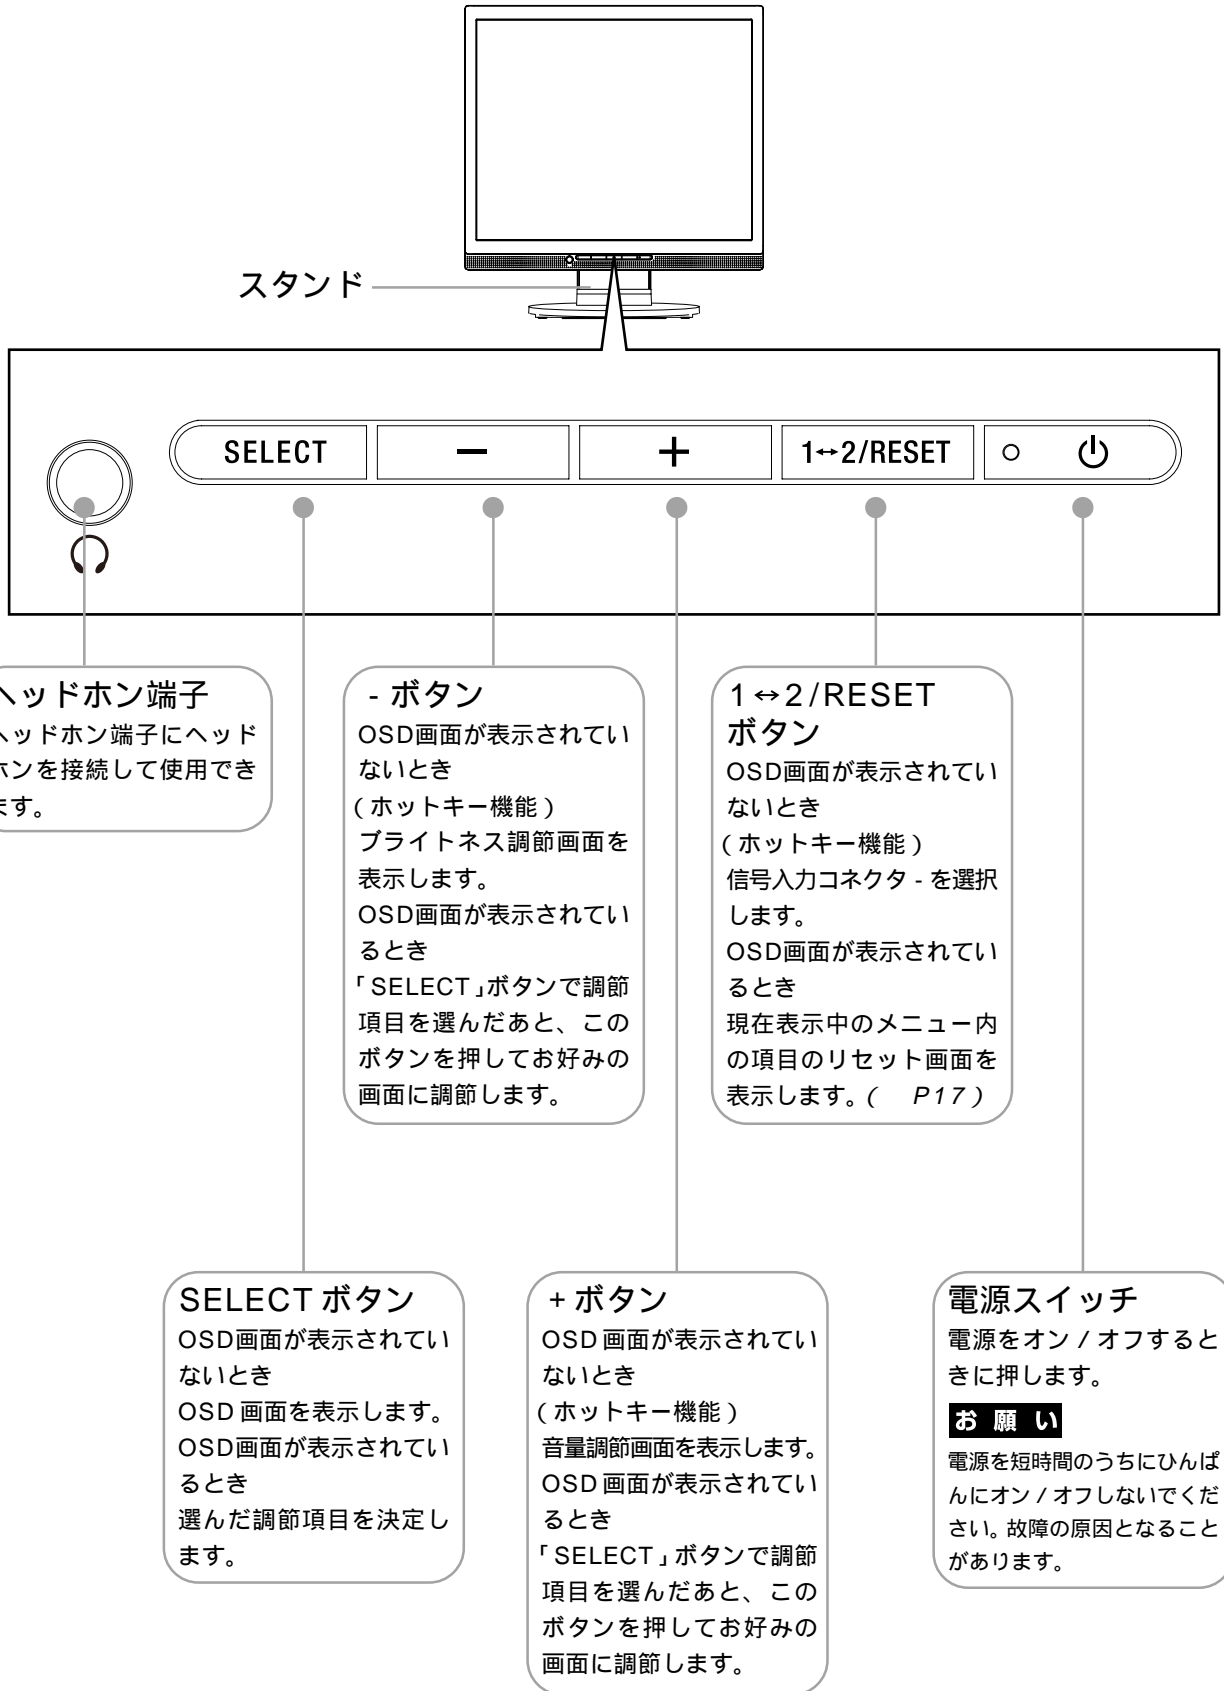 スタンド
SELECT
−
+
1↔2/RESET
ヘッドホン端子
ヘッドホン端子にヘッド
ホンを接続して使用でき
ます。
- ボタン
OSD画面が表示されてい
ないとき
(ホットキー機能)
ブライトネス調節画面を
表示します。
OSD画面が表示されてい
るとき
「SELECT」ボタンで調節
項目を選んだあと、この
ボタンを押してお好みの
画面に調節します。
1↔2/RESET
ボタン
OSD画面が表示されてい
ないとき
(ホットキー機能)
信号入力コネクタ - を選択
します。
OSD画面が表示されてい
るとき
現在表示中のメニュー内
の項目のリセット画面を
表示します。( P17)
SELECT ボタン
OSD画面が表示されてい
ないとき
OSD 画面を表示します。
OSD画面が表示されてい
るとき
選んだ調節項目を決定し
ます。
+ ボタン
OSD 画面が表示されてい
ないとき
(ホットキー機能)
音量調節画面を表示します。
OSD 画面が表示されてい
るとき
「SELECT」ボタンで調節
項目を選んだあと、この
ボタンを押してお好みの
画面に調節します。
電源スイッチ
電源をオン / オフすると
きに押します。
お 願 い
電源を短時間のうちにひんぱ
んにオン / オフしないでくだ
さい。故障の原因となること
があります。